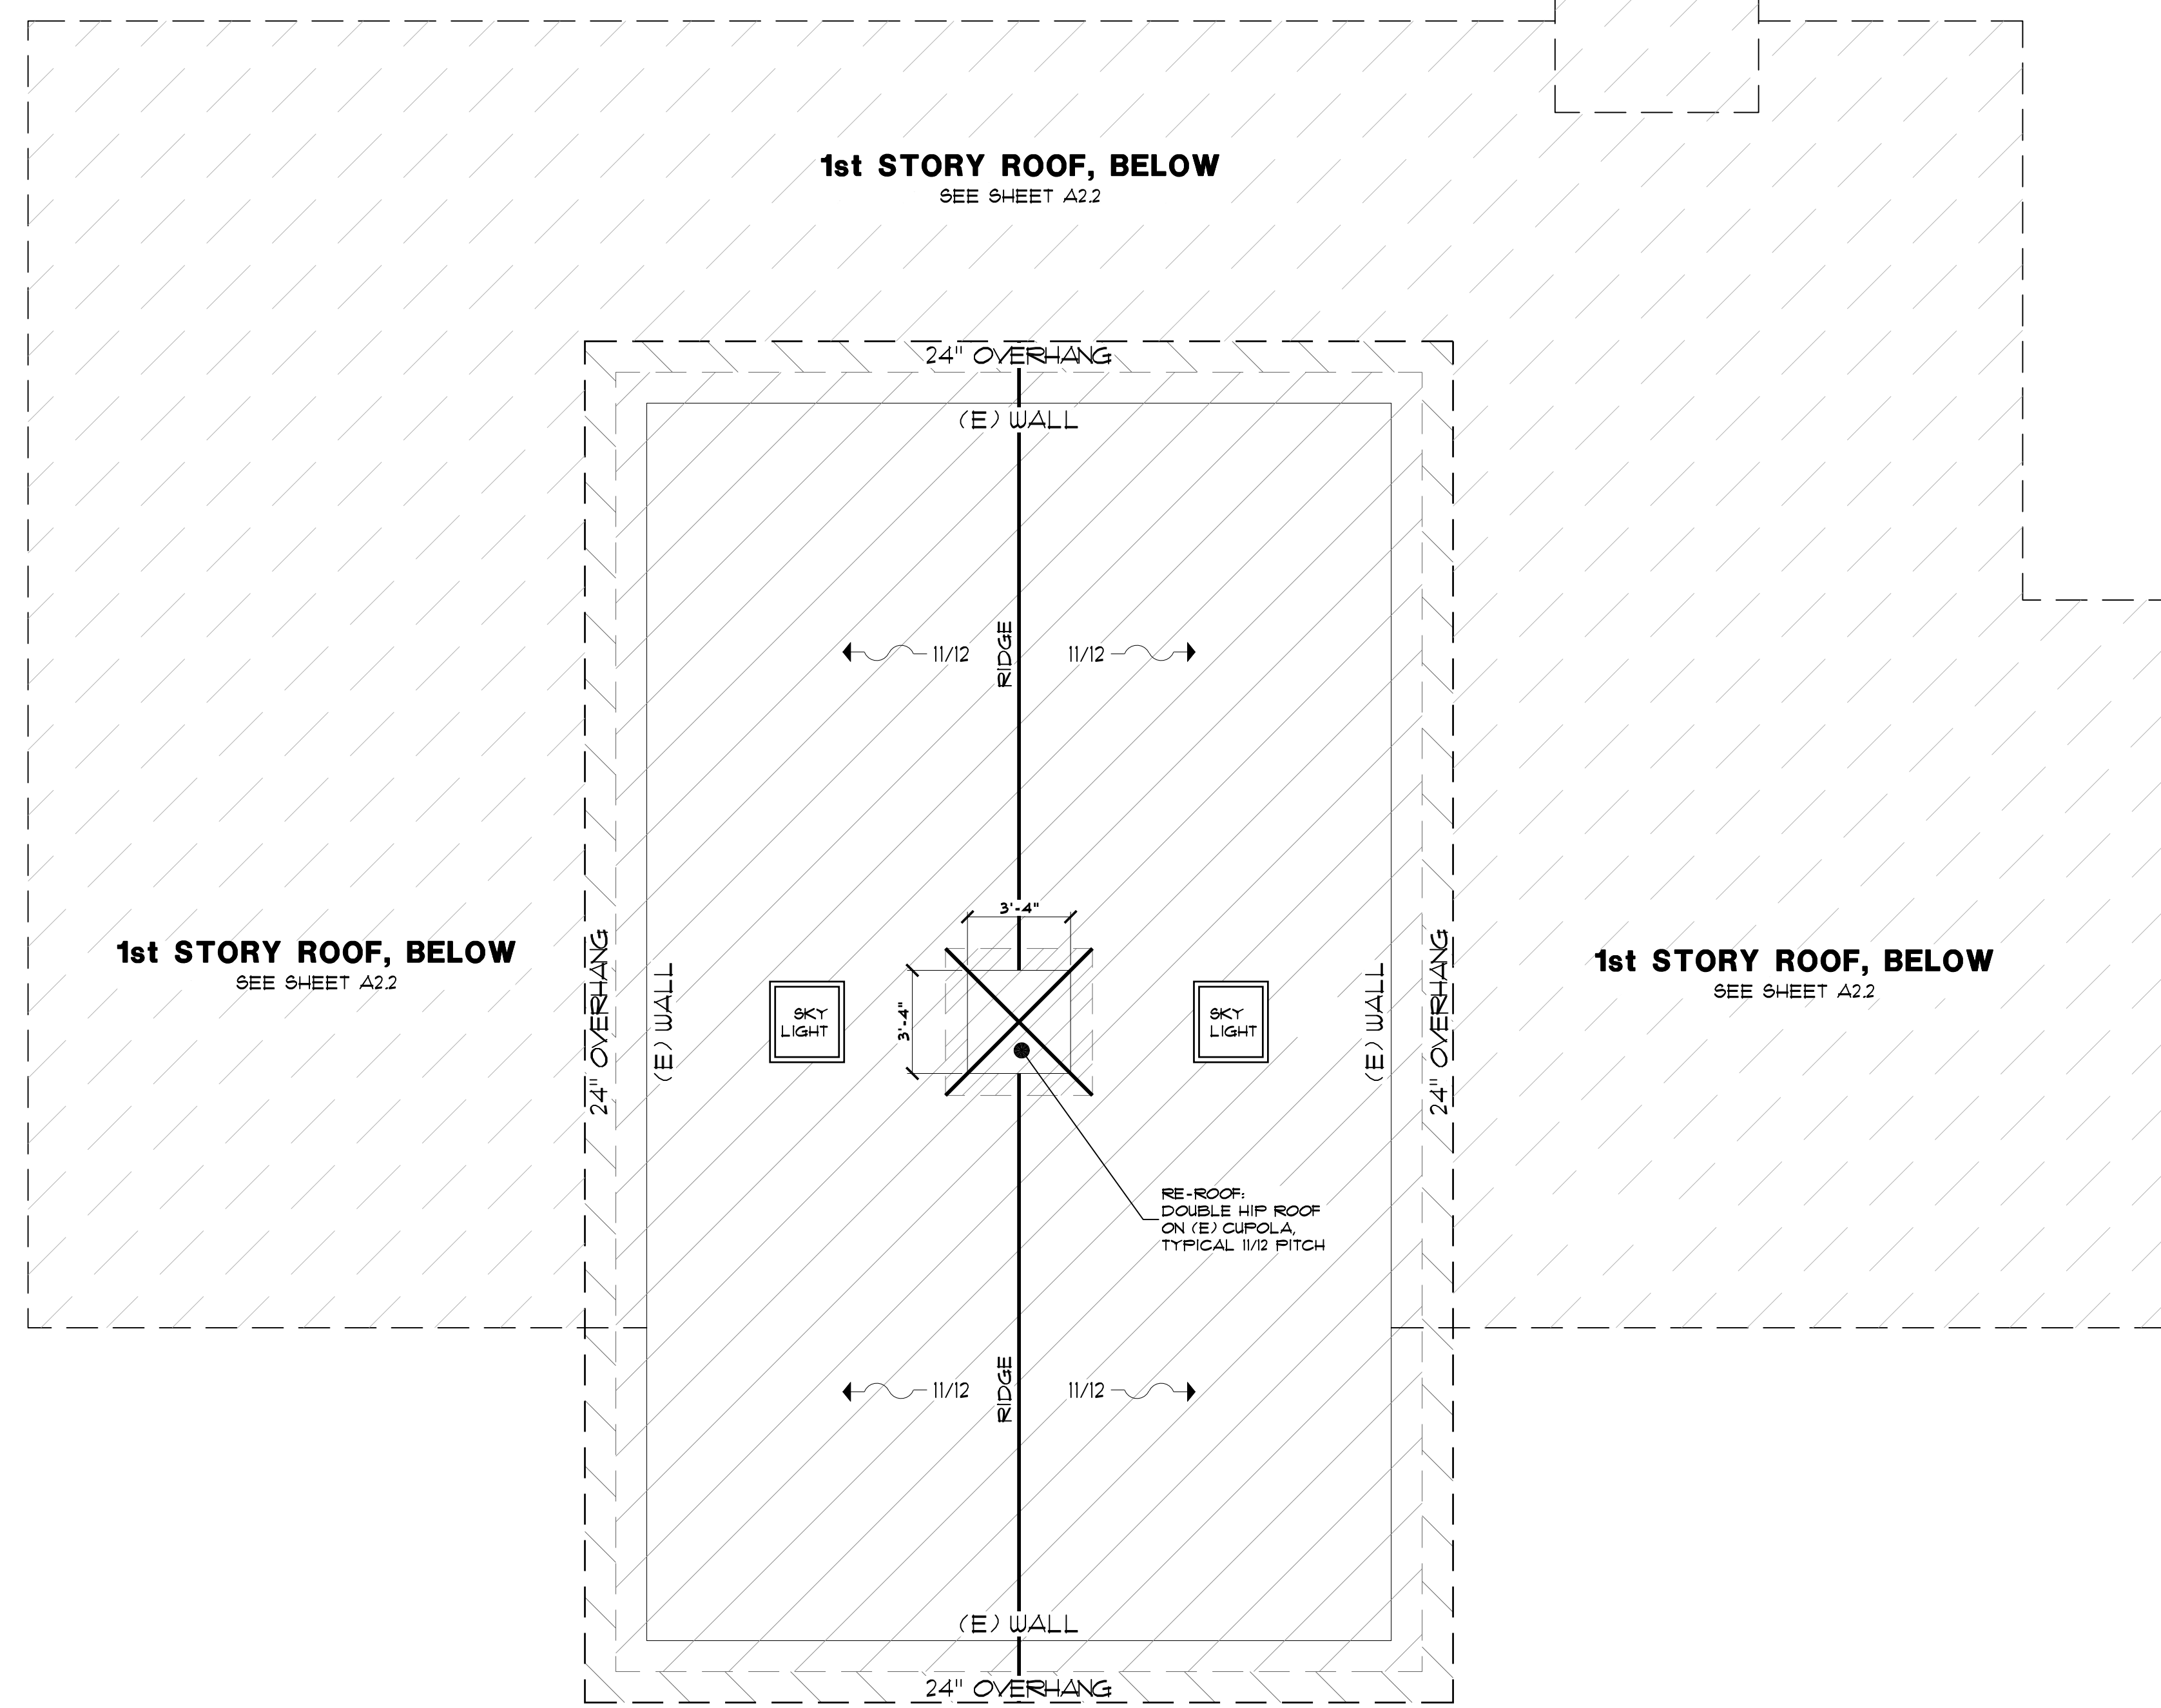 1st STORY ROOF, BELOW
SEE SHEET A2.2
24" OVERHANG
(E) WALL
11/12
RIDGE
11/12
3'-4"
1st STORY ROOF, BELOW
SEE SHEET A2.2
24" OVERHANG
(E) WALL
SKY
LIGHT
3'-4"
SKY
LIGHT
(E) WALL
24" OVERHANG
1st STORY ROOF, BELOW
SEE SHEET A2.2
RE-ROOF:
DOUBLE HIP ROOF
ON (E) CUPOLA,
TYPICAL 11/12 PITCH
11/12
RIDGE
11/12
(E) WALL
24" OVERHANG